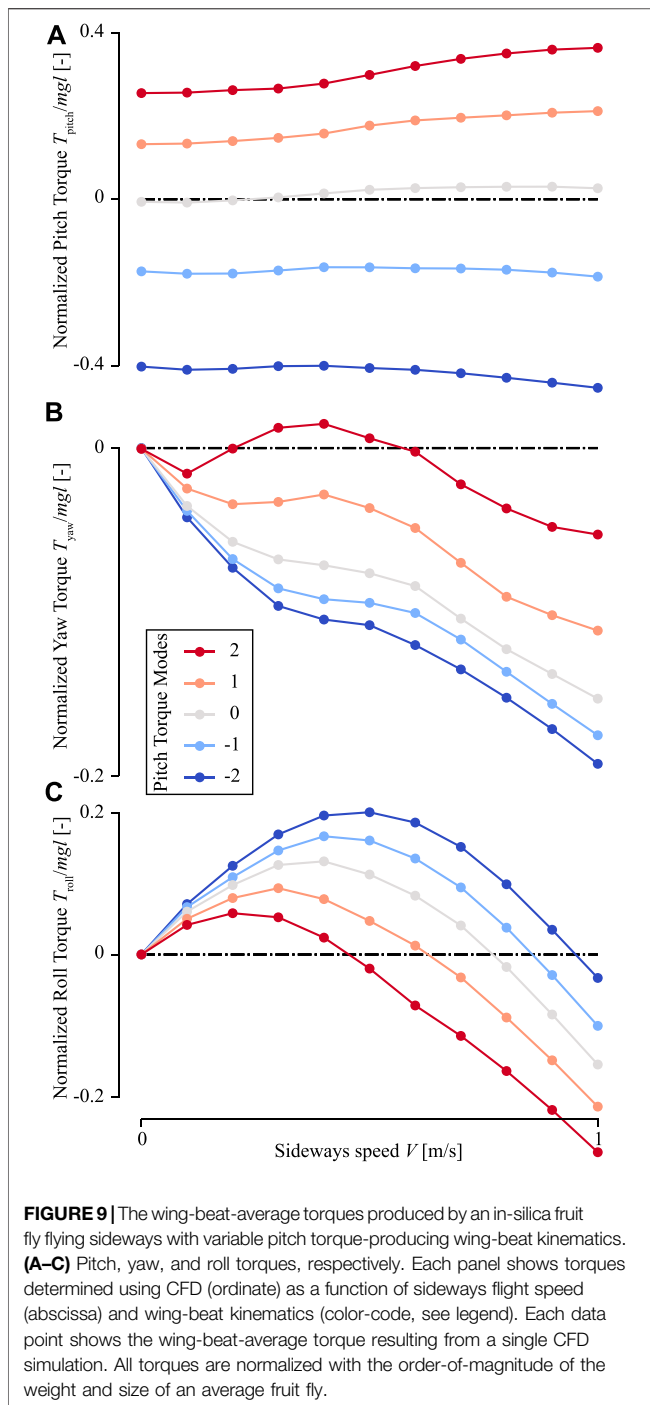 A
0.4
0
-0.4
Normalized Pitch Torque Tpitch/mgl [-]
B
0
-0.2
Normalized Yaw Torque Tyaw/mgl [-]
Pitch Torque Modes
2
1
0
-1
-2
C
0.2
0
-0.2
Normalized Roll Torque Troll/mgl [-]
0
1
Sideways speed V [m/s]
FIGURE 9 | The wing-beat-average torques produced by an in-silica fruit
fly flying sideways with variable pitch torque-producing wing-beat kinematics.
(A–C) Pitch, yaw, and roll torques, respectively. Each panel shows torques
determined using CFD (ordinate) as a function of sideways flight speed
(abscissa) and wing-beat kinematics (color-code, see legend). Each data
point shows the wing-beat-average torque resulting from a single CFD
simulation. All torques are normalized with the order-of-magnitude of the
weight and size of an average fruit fly.